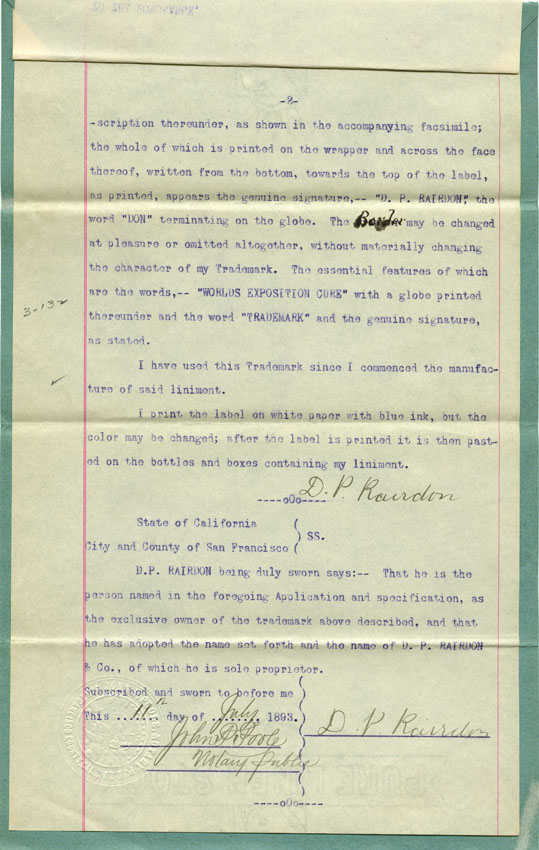 -2-
-scription thereunder, as shown in the accompanying facsimile;
the whole of which is printed on the wrapper and across the face
thereof, written from the bottom, towards the top of the label,
as printed, appears the genuine signature,-- "D. P. RAIRDON", the
word "DON" terminating on the globe. The Border may be changed
at pleasure or omitted altogether, without materially changing
the character of my Trademark. The essential features of which
are the words,-- "WORLDS EXPOSITION CURE" with a globe printed
3-132
thereunder and the word "TRADEMARK" and the genuine signature,
as stated.
I have used this Trademark since I commenced the manufac-
ture of said liniment.
I print the label on white paper with blue ink, but the
color may be changed; after the label is printed it is then past-
ed on the bottles and boxes containing my liniment.
D. P. Rairdon
----oOo----
State of California (
) SS.
City and County of San Francisco (
D.P. RAIRDON being duly sworn says:-- That he is the
person named in the foregoing Application and specification, as
the exclusive owner of the trademark above described, and that
he has adopted the name set forth and the name of D. P. RAIRDON
& Co., of which he is sole proprietor.
Subscribed and sworn to before me
This ..11th.. day of ..July.., 1893.
D. P. Rairdon
Notary Public
----oOo----